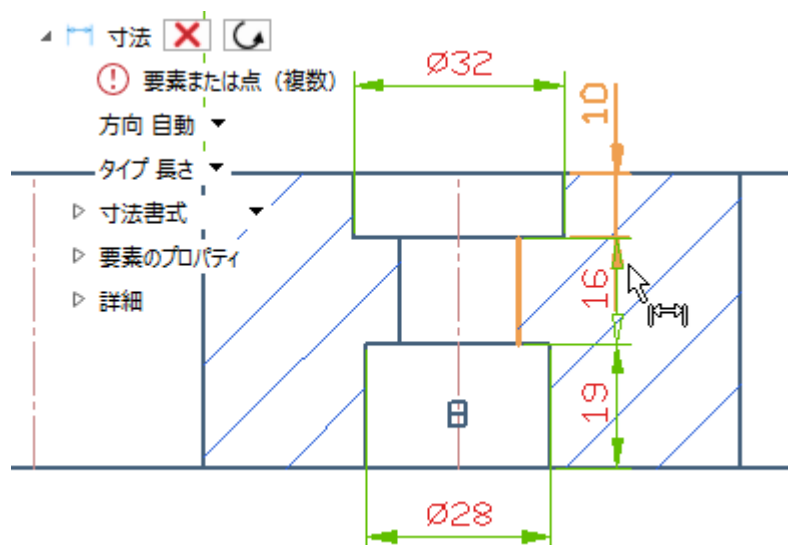 寸法
要素または点（複数）
方向 自動
タイプ 長さ
寸法書式
要素のプロパティ
詳細
Ø32
10
16
19
8
Ø28